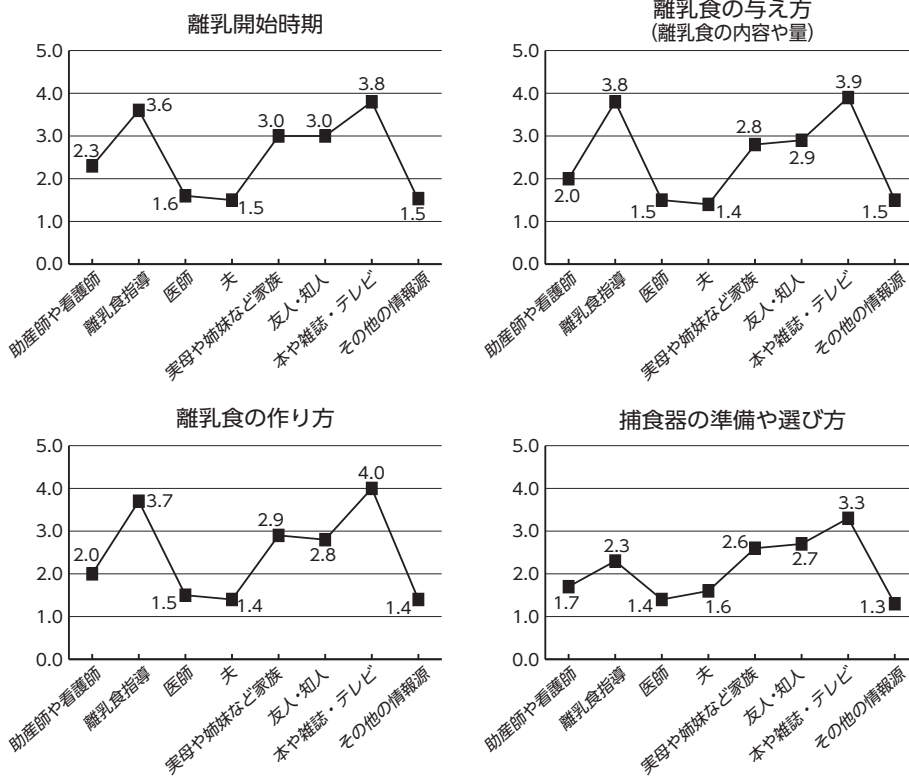 離乳開始時期
5.0
4.0
3.0
2.0
1.0
0.0
2.3
3.6
1.6
1.5
3.0
3.0
3.8
1.5
助産師や看護師
離乳食指導
医師
夫
実母や姉妹など家族
友人・知人
本や雑誌・テレビ
その他の情報源
離乳食の与え方
(離乳食の内容や量)
5.0
4.0
3.0
2.0
1.0
0.0
2.0
3.8
1.5
1.4
2.8
2.9
3.9
1.5
助産師や看護師
離乳食指導
医師
夫
実母や姉妹など家族
友人・知人
本や雑誌・テレビ
その他の情報源
離乳食の作り方
5.0
4.0
3.0
2.0
1.0
0.0
2.0
3.7
1.5
1.4
2.9
2.8
4.0
1.4
助産師や看護師
離乳食指導
医師
夫
実母や姉妹など家族
友人・知人
本や雑誌・テレビ
その他の情報源
捕食器の準備や選び方
5.0
4.0
3.0
2.0
1.0
0.0
1.7
2.3
1.4
1.6
2.6
2.7
3.3
1.3
助産師や看護師
離乳食指導
医師
夫
実母や姉妹など家族
友人・知人
本や雑誌・テレビ
その他の情報源